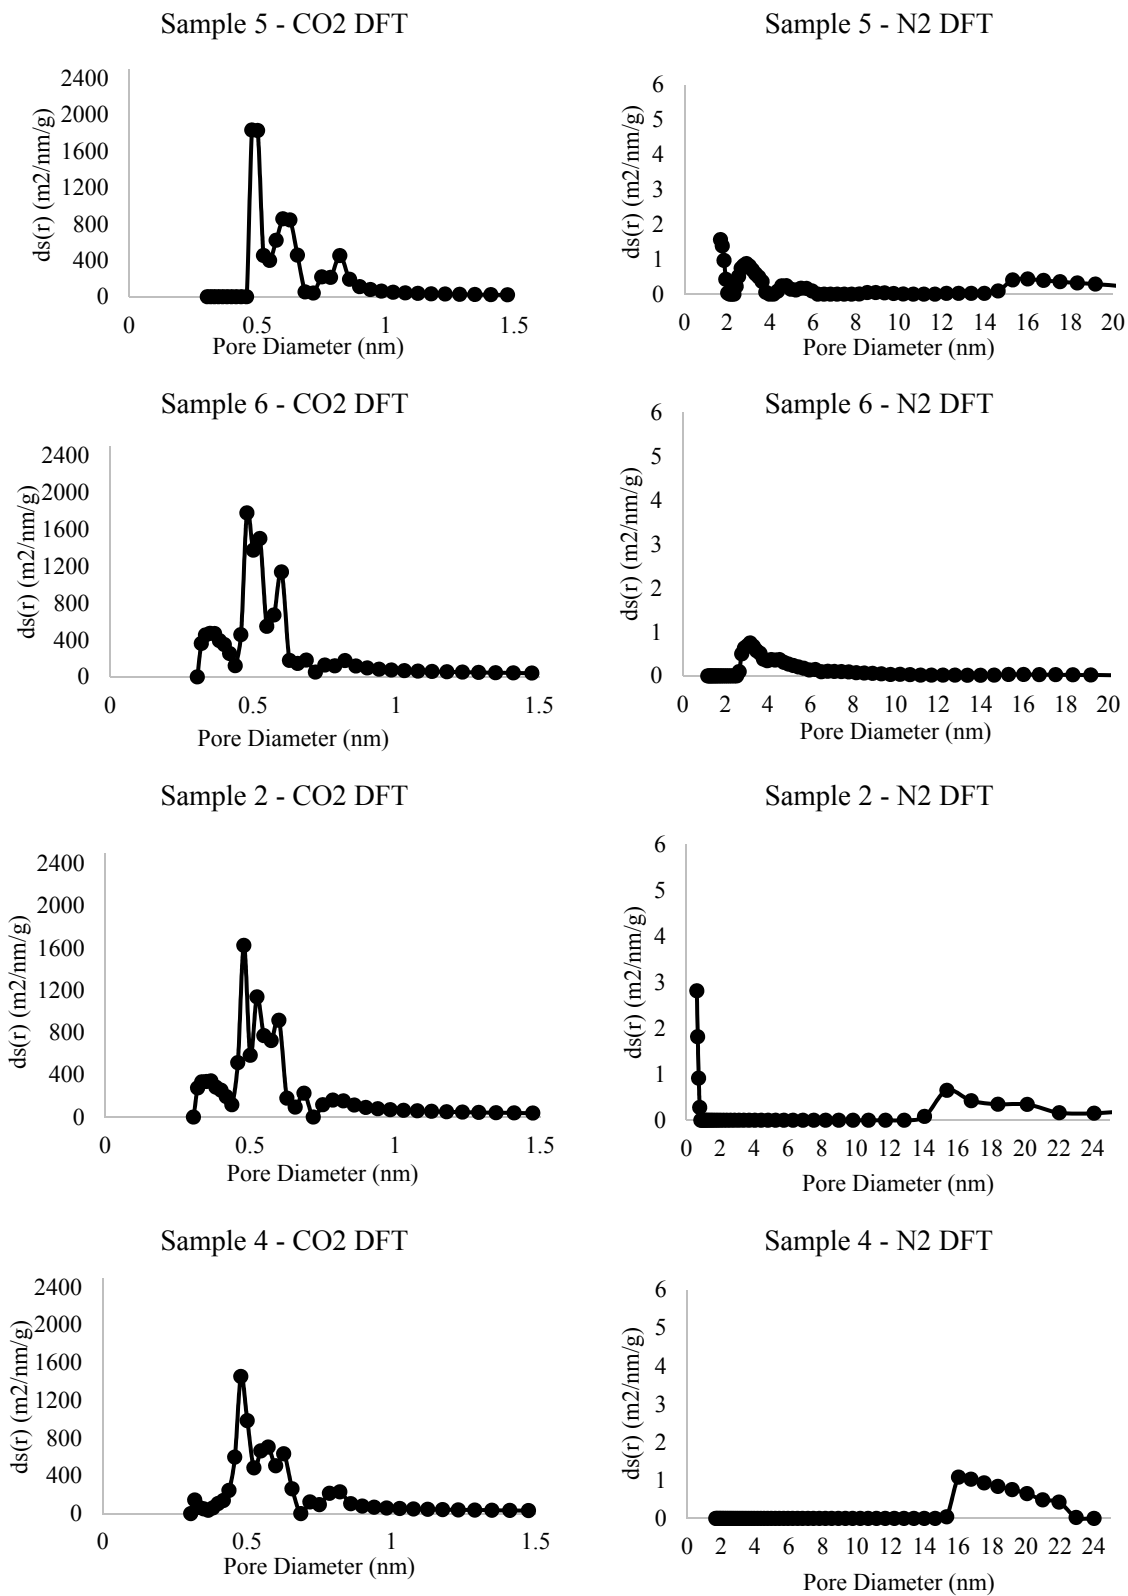 Sample 5 - CO2 DFT
2400
2000
1600
1200
800
400
0
ds(r) (m2/nm/g)
0 0.5 1 1.5
Pore Diameter (nm)
Sample 5 - N2 DFT
6
5
4
3
2
1
0
ds(r) (m2/nm/g)
0 2 4 6 8 10 12 14 16 18 20
Pore Diameter (nm)
Sample 6 - CO2 DFT
2400
2000
1600
1200
800
400
0
ds(r) (m2/nm/g)
0 0.5 1 1.5
Pore Diameter (nm)
Sample 6 - N2 DFT
6
5
4
3
2
1
0
ds(r) (m2/nm/g)
0 2 4 6 8 10 12 14 16 18 20
Pore Diameter (nm)
Sample 2 - CO2 DFT
2400
2000
1600
1200
800
400
0
ds(r) (m2/nm/g)
0 0.5 1 1.5
Pore Diameter (nm)
Sample 2 - N2 DFT
6
5
4
3
2
1
0
ds(r) (m2/nm/g)
0 2 4 6 8 10 12 14 16 18 20 22 24
Pore Diameter (nm)
Sample 4 - CO2 DFT
2400
2000
1600
1200
800
400
0
ds(r) (m2/nm/g)
0 0.5 1 1.5
Pore Diameter (nm)
Sample 4 - N2 DFT
6
5
4
3
2
1
0
ds(r) (m2/nm/g)
0 2 4 6 8 10 12 14 16 18 20 22 24
Pore Diameter (nm)